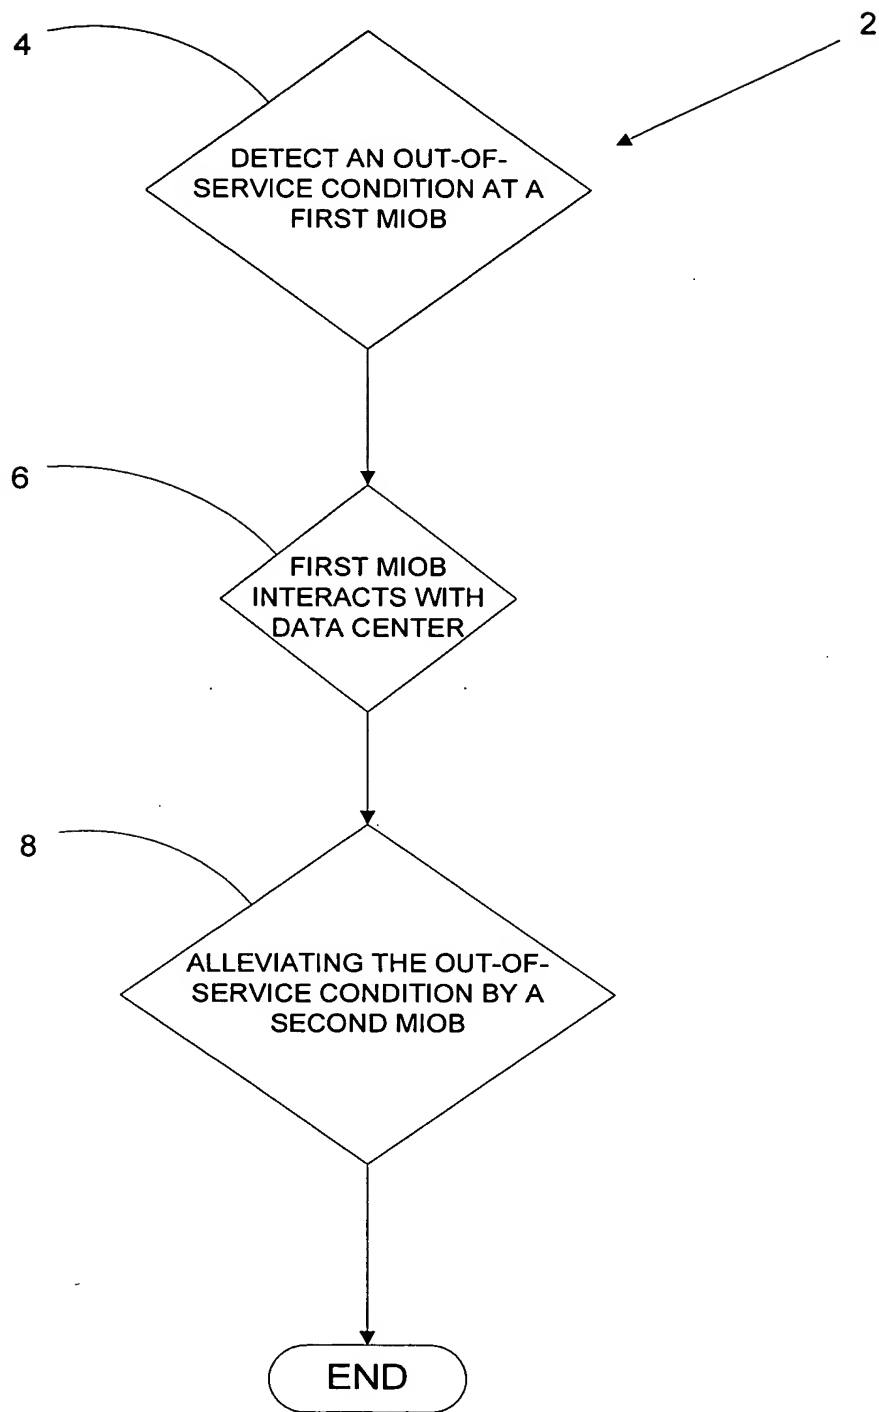 2
4
DETECT AN OUT-OF-
SERVICE CONDITION AT A
FIRST MIOB
6
FIRST MIOB
INTERACTS WITH
DATA CENTER
8
ALLEVIATING THE OUT-OF-
SERVICE CONDITION BY A
SECOND MIOB
END